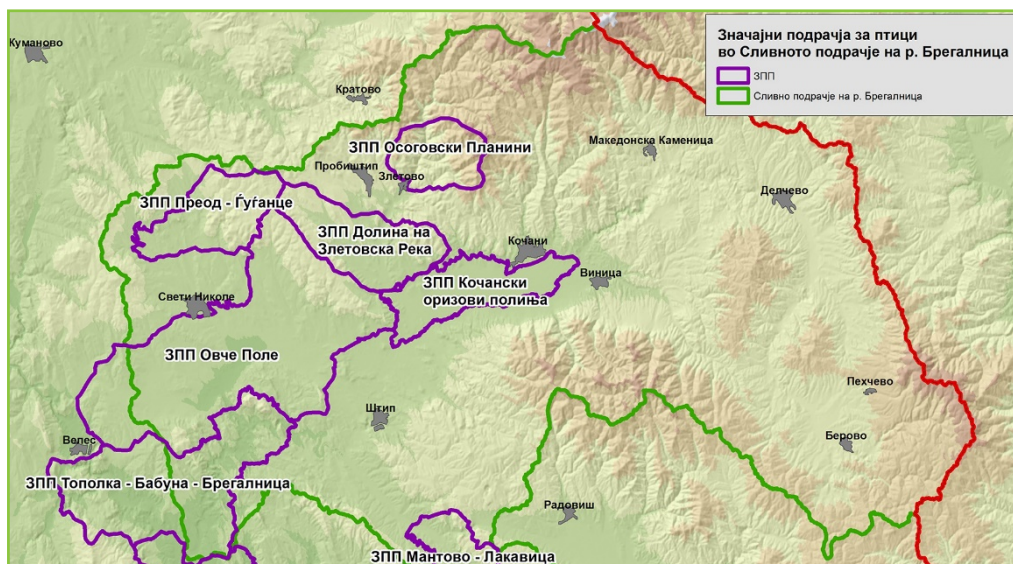 Значајни подрачја за птици
во Сливното подрачје на р. Брегалница
ЗПП
Сливно подрачје на р. Брегалница
Куманово
Кратово
Македонска Каменица
ЗПП Осоговски Планини
Пробиштип
Злетово
Делчево
ЗПП Преод - Ѓуѓанце
ЗПП Долина на
Злетовска Река
Кочани
Виница
ЗПП Кочански
оризови полиња
Свети Николе
ЗПП Овче Поле
Пехчево
Штип
Берово
Велес
ЗПП Тополка - Бабуна - Брегалница
Радовиш
ЗПП Мантово - Лакавица